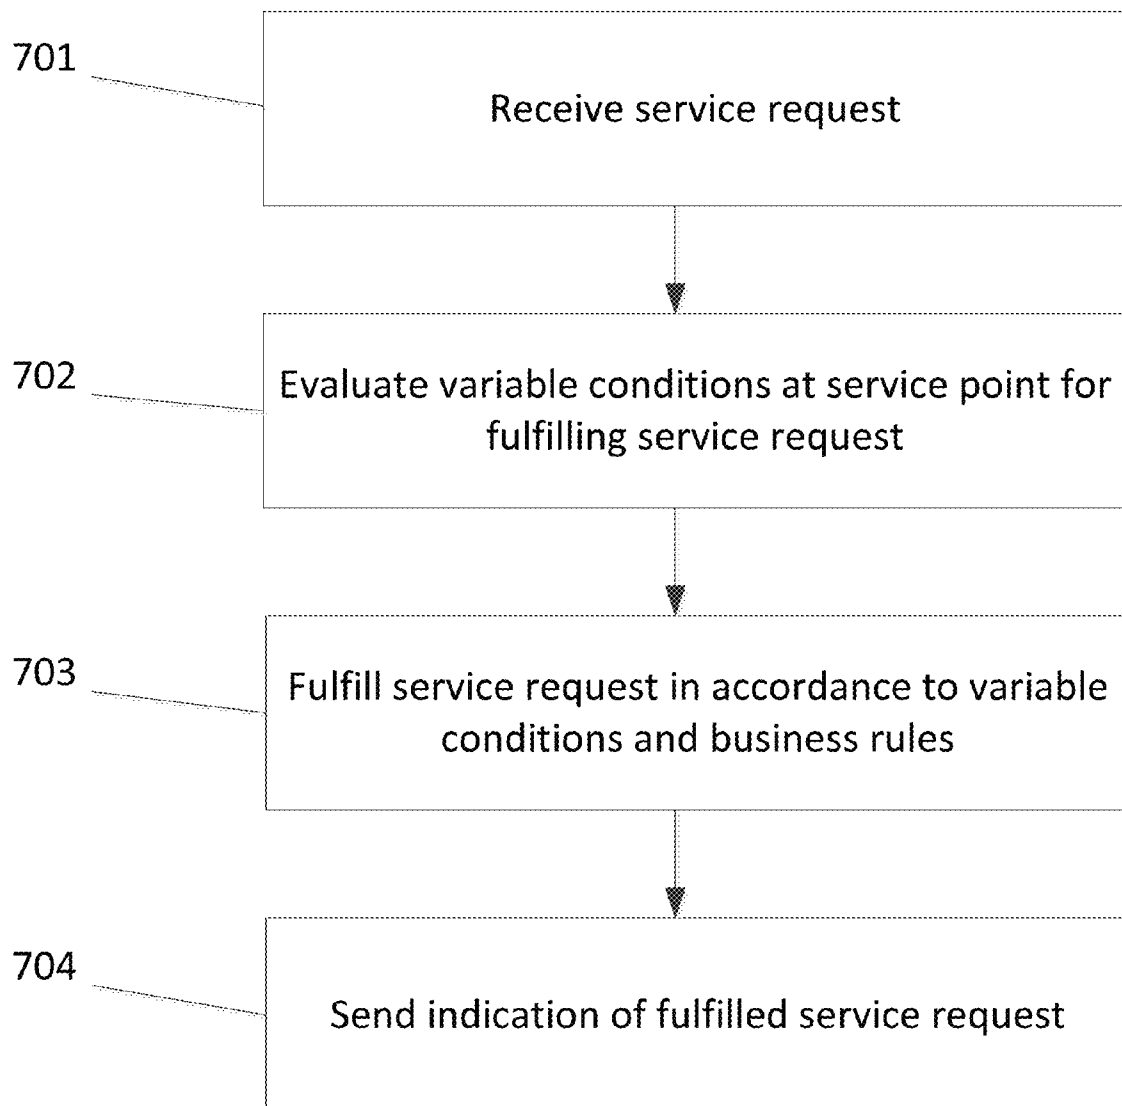 701
Receive service request
702
Evaluate variable conditions at service point for
fulfilling service request
703
Fulfill service request in accordance to variable
conditions and business rules
704
Send indication of fulfilled service request